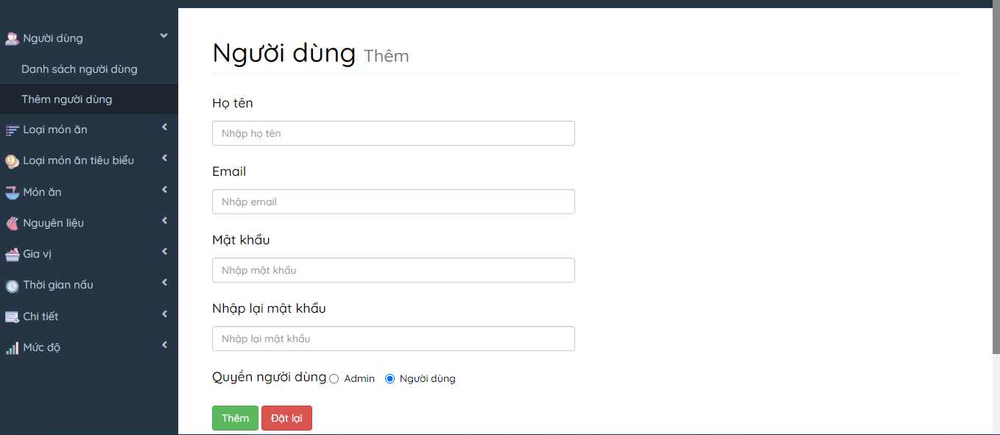 Người dùng
Danh sách người dùng
Thêm người dùng
Loại món ăn
Loại món ăn tiêu biểu
Món ăn
Nguyên liệu
Gia vị
Thời gian nấu
Chi tiết
Mức độ
Người dùng Thêm
Họ tên
Nhập họ tên
Email
Nhập email
Mật khẩu
Nhập mật khẩu
Nhập lại mật khẩu
Nhập lại mật khẩu
Quyền người dùng Admin Người dùng
Thêm Đặt lại